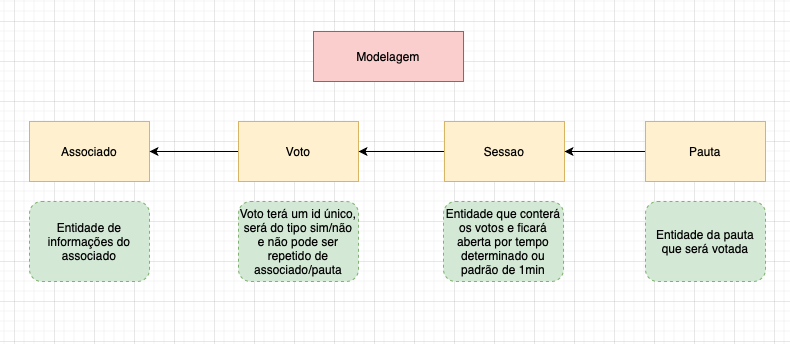 Modelagem
Associado
Voto
Sessao
Pauta
Entidade de
informações do
associado
Voto terá um id único,
será do tipo sim/não
e não pode ser
repetido de
associado/pauta
Entidade que conterá
os votos e ficará
aberta por tempo
determinado ou
padrão de 1min
Entidade da pauta
que será votada